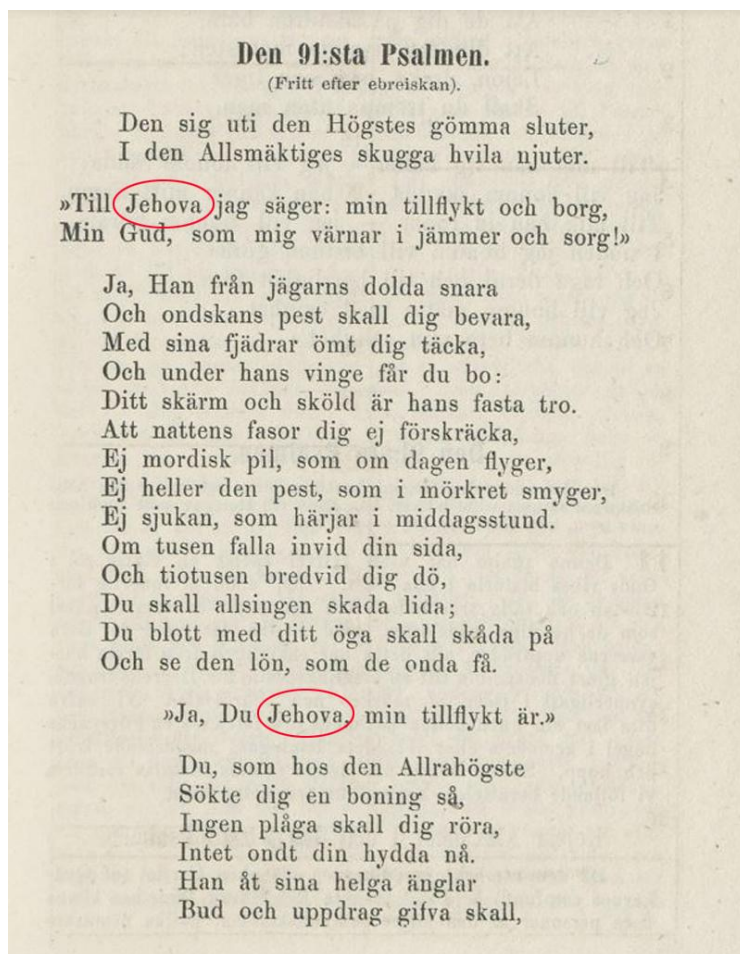 Den 91:sta Psalmen.
(Fritt efter ebreiskan).
Den sig uti den Högstes gömma sluter,
I den Allsmäktiges skugga hvila njuter.
»Till Jehova jag säger: min tillflykt och borg,
Min Gud, som mig värnar i jämmer och sorg!»
Ja, Han från jägarns dolda snara
Och ondskans pest skall dig bevara,
Med sina fjädrar ömt dig täcka,
Och under hans vinge får du bo:
Ditt skärm och sköld är hans fasta tro.
Att nattens fasor dig ej förskräcka,
Ej mordisk pil, som om dagen flyger,
Ej heller den pest, som i mörkret smyger,
Ej sjukan, som härjar i middagsstund.
Om tusen falla invid din sida,
Och tiotusen bredvid dig dö,
Du skall allsingen skada lida;
Du blott med ditt öga skall skåda på
Och se den lön, som de onda få.
»Ja, Du Jehova, min tillflykt är.»
Du, som hos den Allrahögste
Sökte dig en boning så,
Ingen plåga skall dig röra,
Intet ondt din hydda nå.
Han åt sina helga änglar
Bud och uppdrag gifva skall,